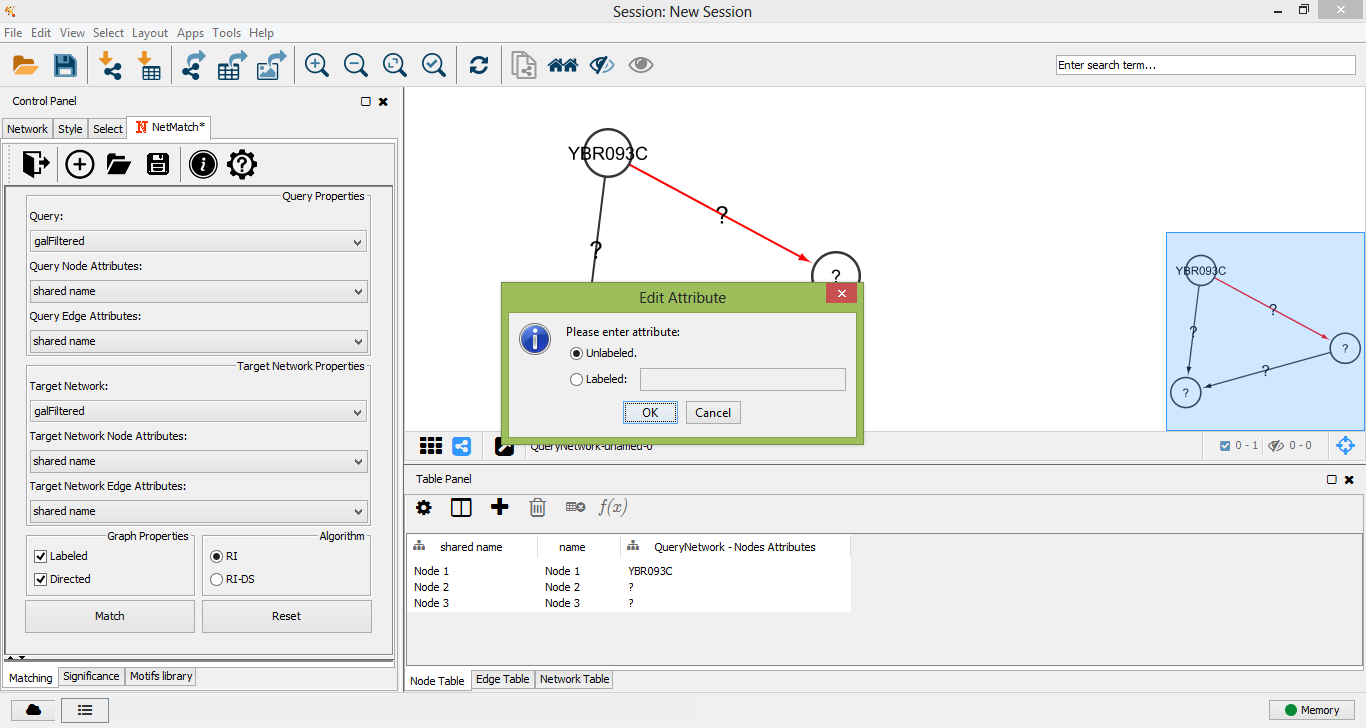 Session: New Session
File Edit View Select Layout Apps Tools Help
Enter search term...
Control Panel
Network Style Select NetMatch*
Query Properties
Query:
galFiltered
Query Node Attributes:
shared name
Query Edge Attributes:
shared name
Target Network Properties
Target Network:
galFiltered
Target Network Node Attributes:
shared name
Target Network Edge Attributes:
shared name
Graph Properties
Labeled
Directed
Algorithm
RI
RI-DS
Match Reset
Matching Significance Motifs library
YBR093C
?
?
?
Edit Attribute
Please enter attribute:
Unlabeled.
Labeled:
OK Cancel
YBR093C
?
?
?
?
?
QueryNetwork-unamed-0
0 - 1 0 - 0
Table Panel
f(x)
shared name name QueryNetwork - Nodes Attributes
Node 1 Node 1 YBR093C
Node 2 Node 2 ?
Node 3 Node 3 ?
Node Table Edge Table Network Table
Memory